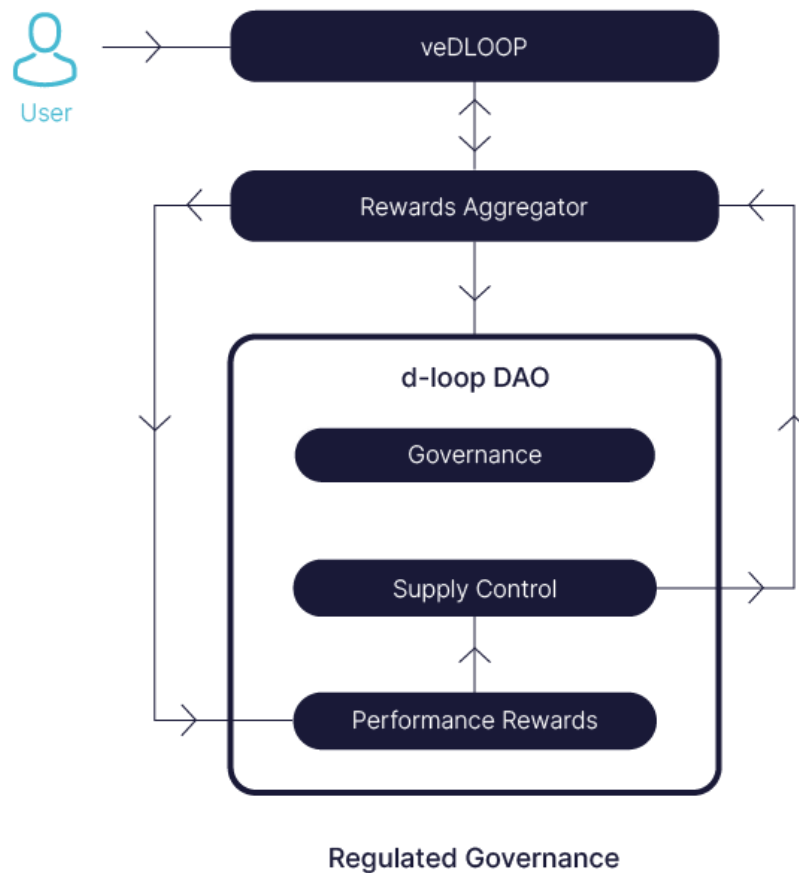 veDLOOP
User
Rewards Aggregator
d-loop DAO
Governance
Supply Control
Performance Rewards
Regulated Governance